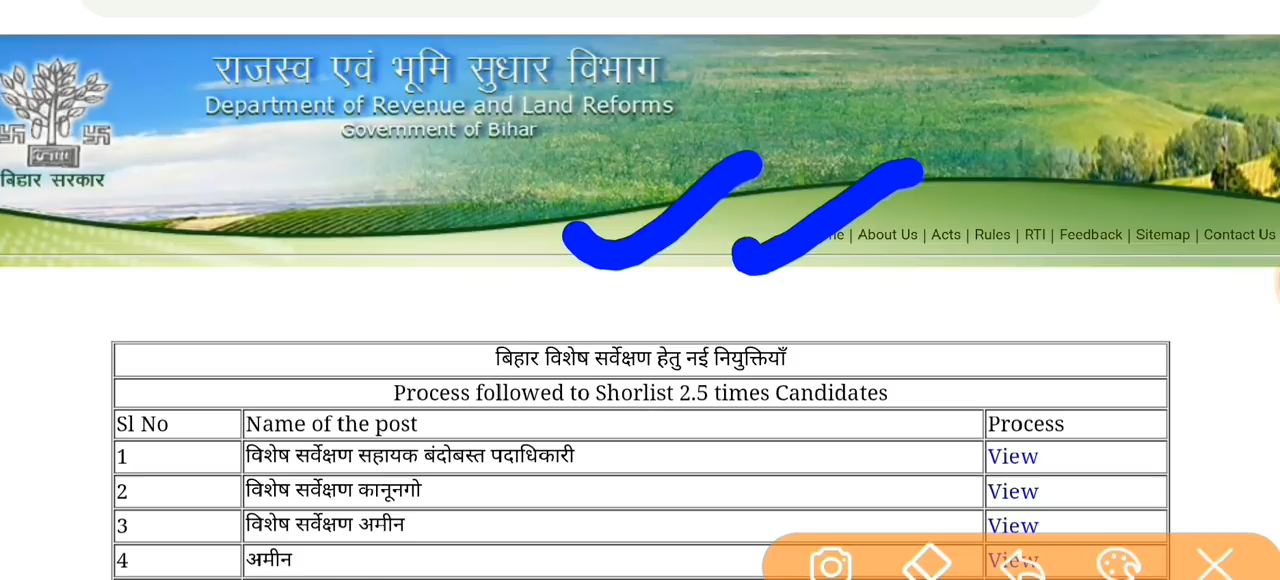 राजस्व एवं भूमि सुधार विभाग
Department of Revenue and Land Reforms
Government of Bihar
बिहार सरकार
| About Us | Acts | Rules | RTI | Feedback | Sitemap | Contact Us
बिहार विशेष सर्वेक्षण हेतु नई नियुक्तियाँ
Process followed to Shorlist 2.5 times Candidates
Sl No Name of the post Process
1 विशेष सर्वेक्षण सहायक बंदोबस्त पदाधिकारी View
2 विशेष सर्वेक्षण कानूनगो View
3 विशेष सर्वेक्षण अमीन View
4 अमीन View